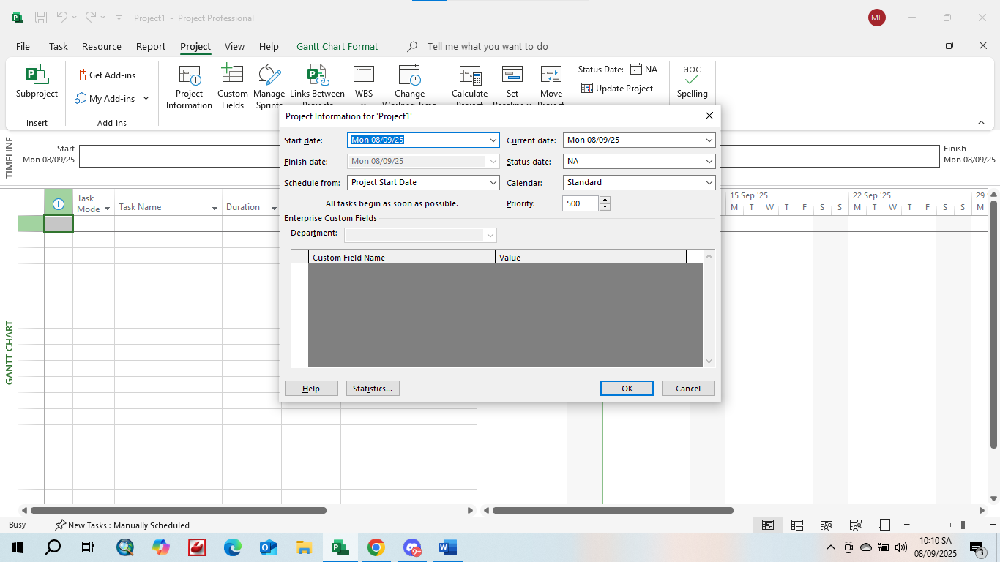 Project1 - Project Professional
ML
File Task Resource Report Project View Help Gantt Chart Format Tell me what you want to do
Subproject
Get Add-ins
My Add-ins
Project Information
Custom Fields
Manage Sprints
Links Between Projects
WBS
Change Working Time
Calculate Project
Set Baseline
Move Project
Status Date: NA
Update Project
abc
Spelling
Insert
Add-ins
Project Information for 'Project1'
Start date: Mon 08/09/25 Current date: Mon 08/09/25
Finish date: Mon 08/09/25 Status date: NA
Schedule from: Project Start Date Calendar: Standard
All tasks begin as soon as possible. Priority: 500
Enterprise Custom Fields
Department:
Custom Field Name Value
Help Statistics... OK Cancel
TIMELINE
Start
Mon 08/09/25
Finish
Mon 08/09/25
Task Mode Task Name Duration
15 Sep '25 22 Sep '25 29
M T W T F S S M T W T F S S M
GANTT CHART
Busy New Tasks : Manually Scheduled
9+
10:10 SA
08/09/2025
3